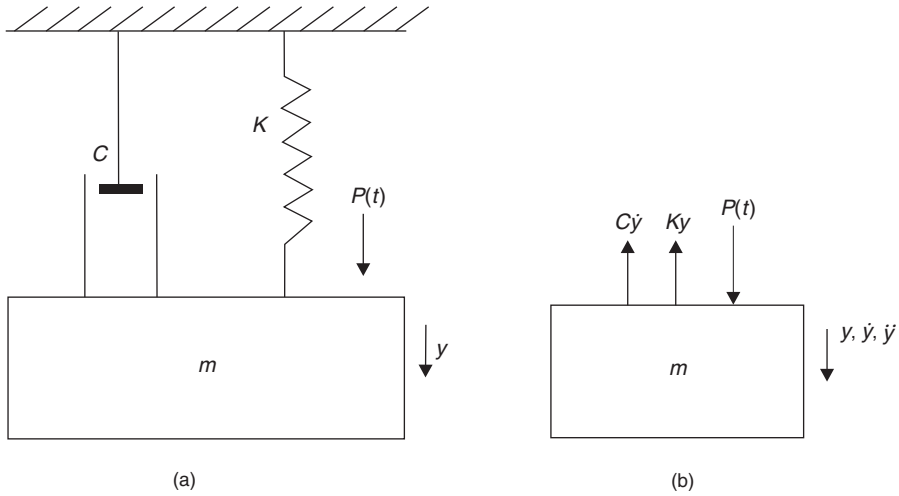 C
K
P(t)
y
m
(a)
Cẏ Ky P(t)
y, ẏ, ÿ
m
(b)